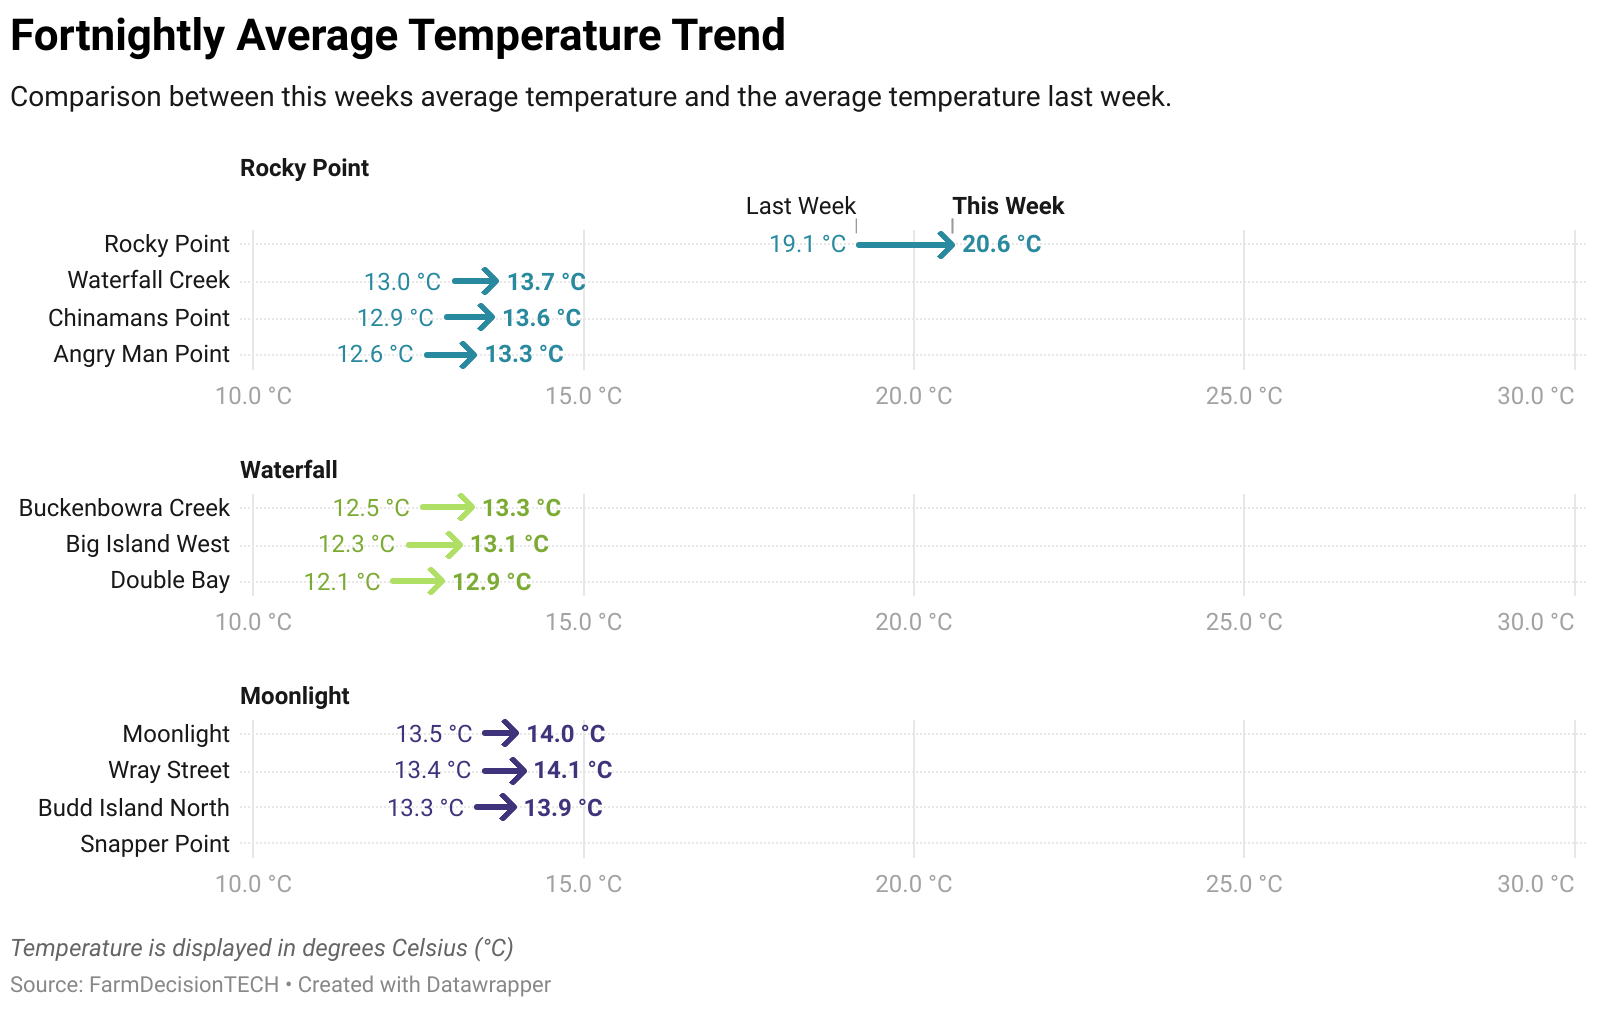 Fortnightly Average Temperature Trend
Comparison between this weeks average temperature and the average temperature last week.
Rocky Point
Last Week This Week
Rocky Point 19.1 °C 20.6 °C
Waterfall Creek 13.0 °C 13.7 °C
Chinamans Point 12.9 °C 13.6 °C
Angry Man Point 12.6 °C 13.3 °C
10.0 °C 15.0 °C 20.0 °C 25.0 °C 30.0 °C
Waterfall
Buckenbowra Creek 12.5 °C 13.3 °C
Big Island West 12.3 °C 13.1 °C
Double Bay 12.1 °C 12.9 °C
10.0 °C 15.0 °C 20.0 °C 25.0 °C 30.0 °C
Moonlight
Moonlight 13.5 °C 14.0 °C
Wray Street 13.4 °C 14.1 °C
Budd Island North 13.3 °C 13.9 °C
Snapper Point
10.0 °C 15.0 °C 20.0 °C 25.0 °C 30.0 °C
Temperature is displayed in degrees Celsius (°C)
Source: FarmDecisionTECH • Created with Datawrapper